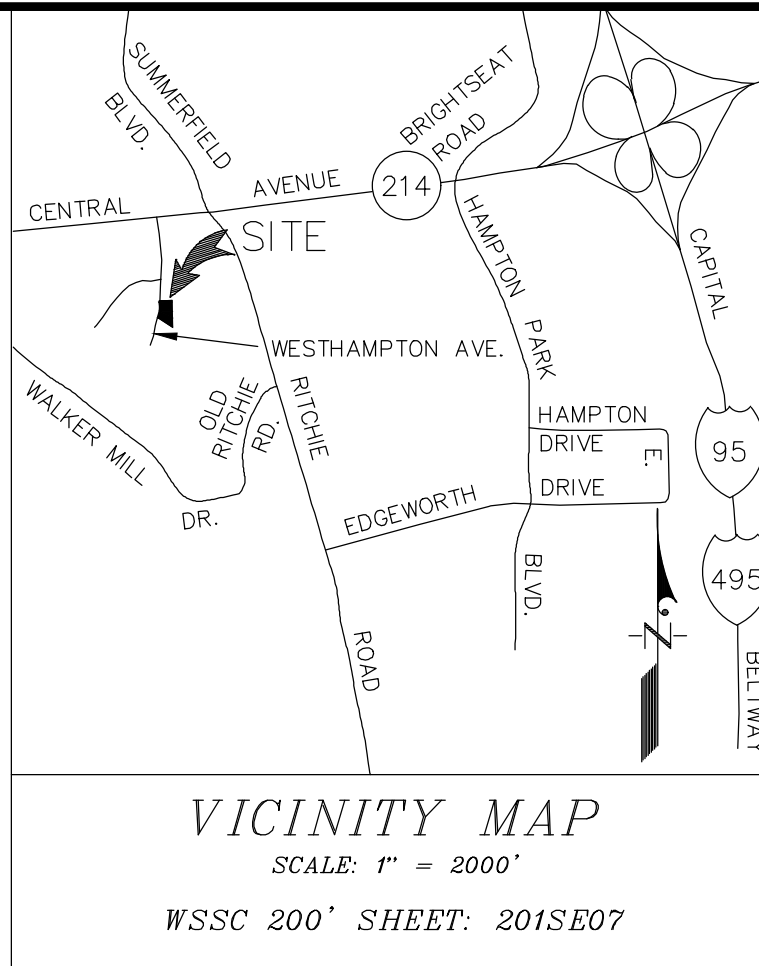 SUMMERFIELD
BLVD.
BRIGHTSEAT
ROAD
CENTRAL
AVENUE
214
SITE
HAMPTON
PARK
CAPITAL
WESTHAMPTON AVE.
WALKER MILL
DR.
OLD
RITCHIE
RD.
RITCHIE
HAMPTON
DRIVE
E.
DRIVE
95
EDGEWORTH
BLVD.
495
N
ROAD
BELTWAY
VICINITY MAP
SCALE: 1" = 2000'
WSSC 200' SHEET: 201SE07